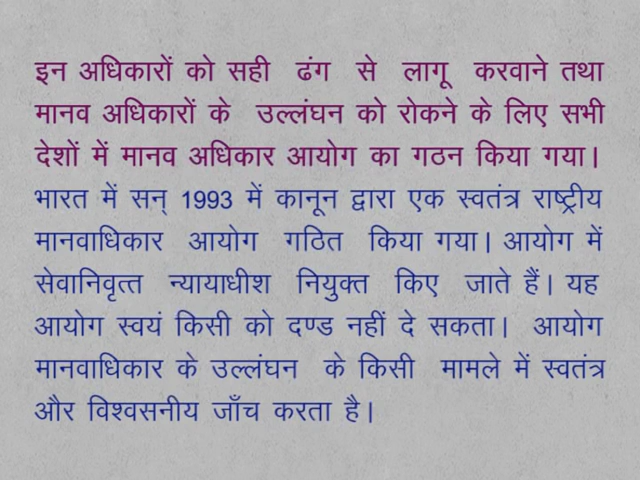 इन अधिकारों को सही ढंग से लागू करवाने तथा
मानव अधिकारों के उल्लंघन को रोकने के लिए सभी
देशों में मानव अधिकार आयोग का गठन किया गया।
भारत में सन् 1993 में कानून द्वारा एक स्वतंत्र राष्ट्रीय
मानवाधिकार आयोग गठित किया गया। आयोग में
सेवानिवृत्त न्यायाधीश नियुक्त किए जाते हैं। यह
आयोग स्वयं किसी को दण्ड नहीं दे सकता। आयोग
मानवाधिकार के उल्लंघन के किसी मामले में स्वतंत्र
और विश्वसनीय जाँच करता है।